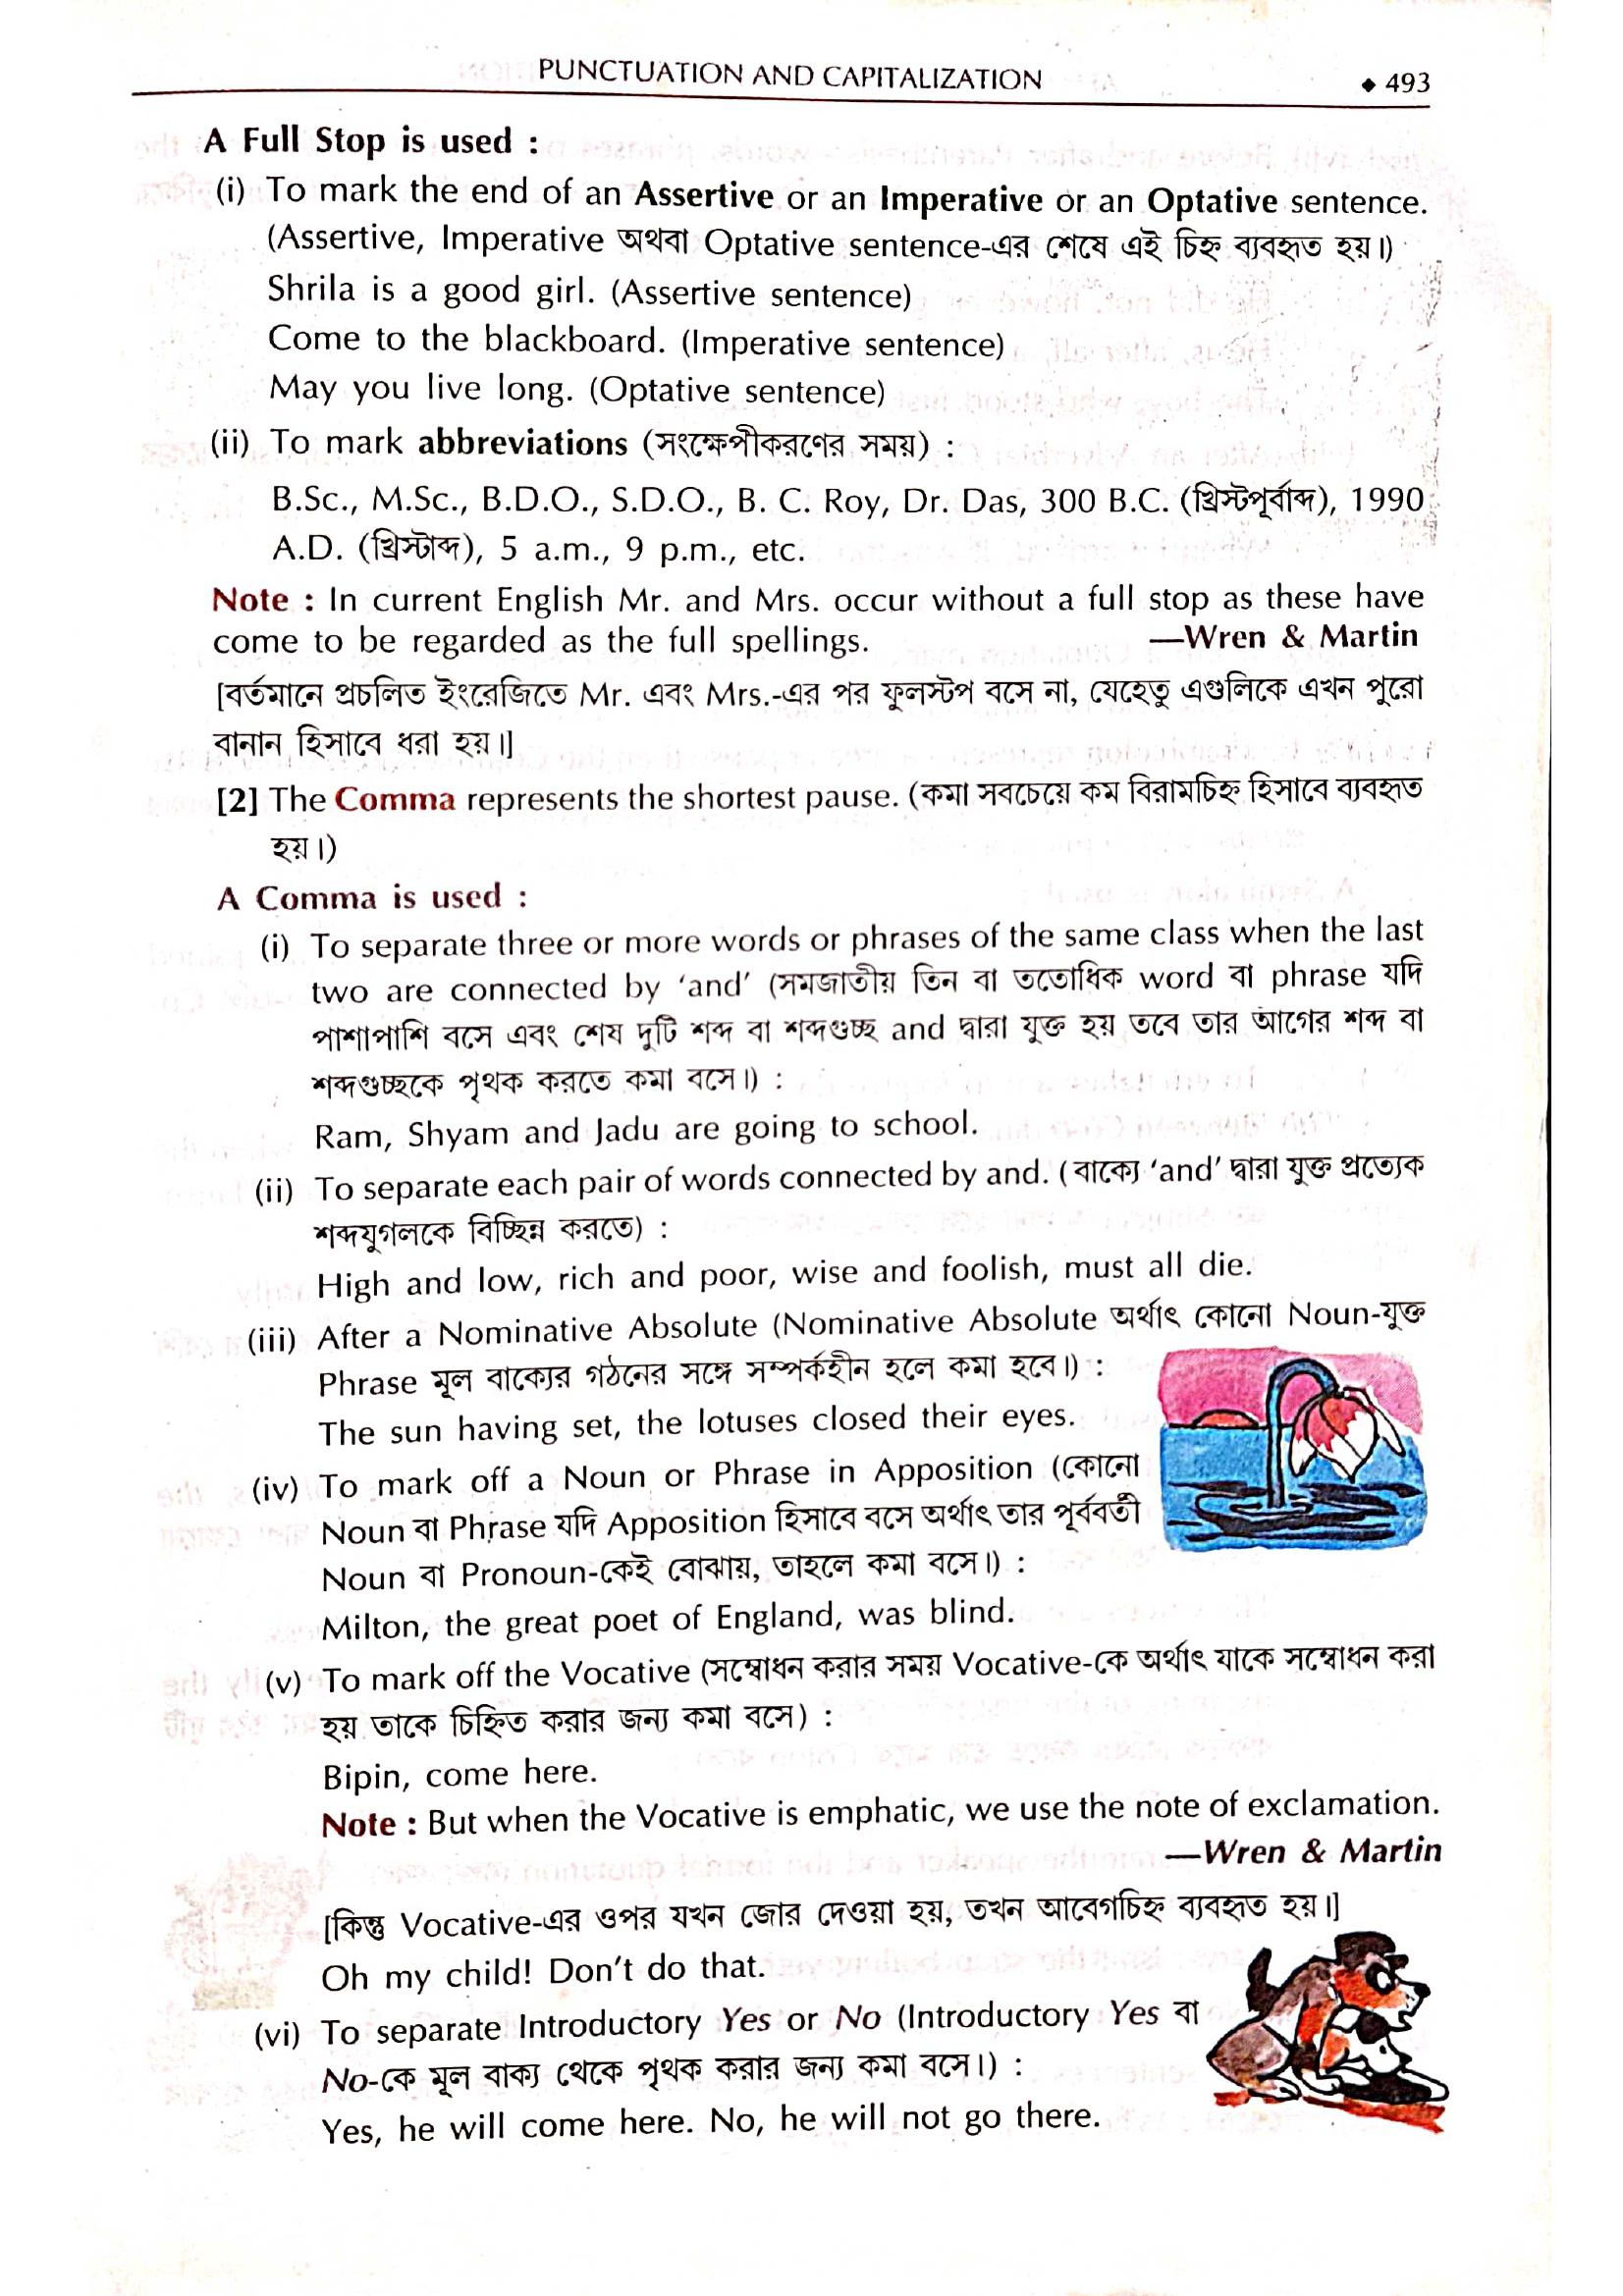 PUNCTUATION AND CAPITALIZATION ◆ 493
A Full Stop is used :
(i) To mark the end of an Assertive or an Imperative or an Optative sentence.
(Assertive, Imperative অথবা Optative sentence-এর শেষে এই চিহ্ন ব্যবহৃত হয়।)
Shrila is a good girl. (Assertive sentence)
Come to the blackboard. (Imperative sentence)
May you live long. (Optative sentence)
(ii) To mark abbreviations (সংক্ষেপীকরণের সময়) :
B.Sc., M.Sc., B.D.O., S.D.O., B. C. Roy, Dr. Das, 300 B.C. (খ্রিস্টপূর্বাব্দ), 1990
A.D. (খ্রিস্টাব্দ), 5 a.m., 9 p.m., etc.
Note : In current English Mr. and Mrs. occur without a full stop as these have
come to be regarded as the full spellings. —Wren & Martin
[বর্তমানে প্রচলিত ইংরেজিতে Mr. এবং Mrs.-এর পর ফুলস্টপ বসে না, যেহেতু এগুলিকে এখন পুরো
বানান হিসাবে ধরা হয়।]
[2] The Comma represents the shortest pause. (কমা সবচেয়ে কম বিরামচিহ্ন হিসাবে ব্যবহৃত
হয়।)
A Comma is used :
(i) To separate three or more words or phrases of the same class when the last
two are connected by ‘and’ (সমজাতীয় তিন বা ততোধিক word বা phrase যদি
পাশাপাশি বসে এবং শেষ দুটি শব্দ বা শব্দগুচ্ছ and দ্বারা যুক্ত হয় তবে তার আগের শব্দ বা
শব্দগুচ্ছকে পৃথক করতে কমা বসে।) :
Ram, Shyam and Jadu are going to school.
(ii) To separate each pair of words connected by and. (বাক্যে ‘and’ দ্বারা যুক্ত প্রত্যেক
শব্দযুগলকে বিচ্ছিন্ন করতে) :
High and low, rich and poor, wise and foolish, must all die.
(iii) After a Nominative Absolute (Nominative Absolute অর্থাৎ কোনো Noun-যুক্ত
Phrase মূল বাক্যের গঠনের সঙ্গে সম্পর্কহীন হলে কমা হবে।) :
The sun having set, the lotuses closed their eyes.
(iv) To mark off a Noun or Phrase in Apposition (কোনো
Noun বা Phrase যদি Apposition হিসাবে বসে অর্থাৎ তার পূর্ববর্তী
Noun বা Pronoun-কেই বোঝায়, তাহলে কমা বসে।) :
Milton, the great poet of England, was blind.
(v) To mark off the Vocative (সম্বোধন করার সময় Vocative-কে অর্থাৎ যাকে সম্বোধন করা
হয় তাকে চিহ্নিত করার জন্য কমা বসে) :
Bipin, come here.
Note : But when the Vocative is emphatic, we use the note of exclamation.
—Wren & Martin
[কিন্তু Vocative-এর ওপর যখন জোর দেওয়া হয়, তখন আবেগচিহ্ন ব্যবহৃত হয়।]
Oh my child! Don’t do that.
(vi) To separate Introductory Yes or No (Introductory Yes বা
No-কে মূল বাক্য থেকে পৃথক করার জন্য কমা বসে।) :
Yes, he will come here. No, he will not go there.